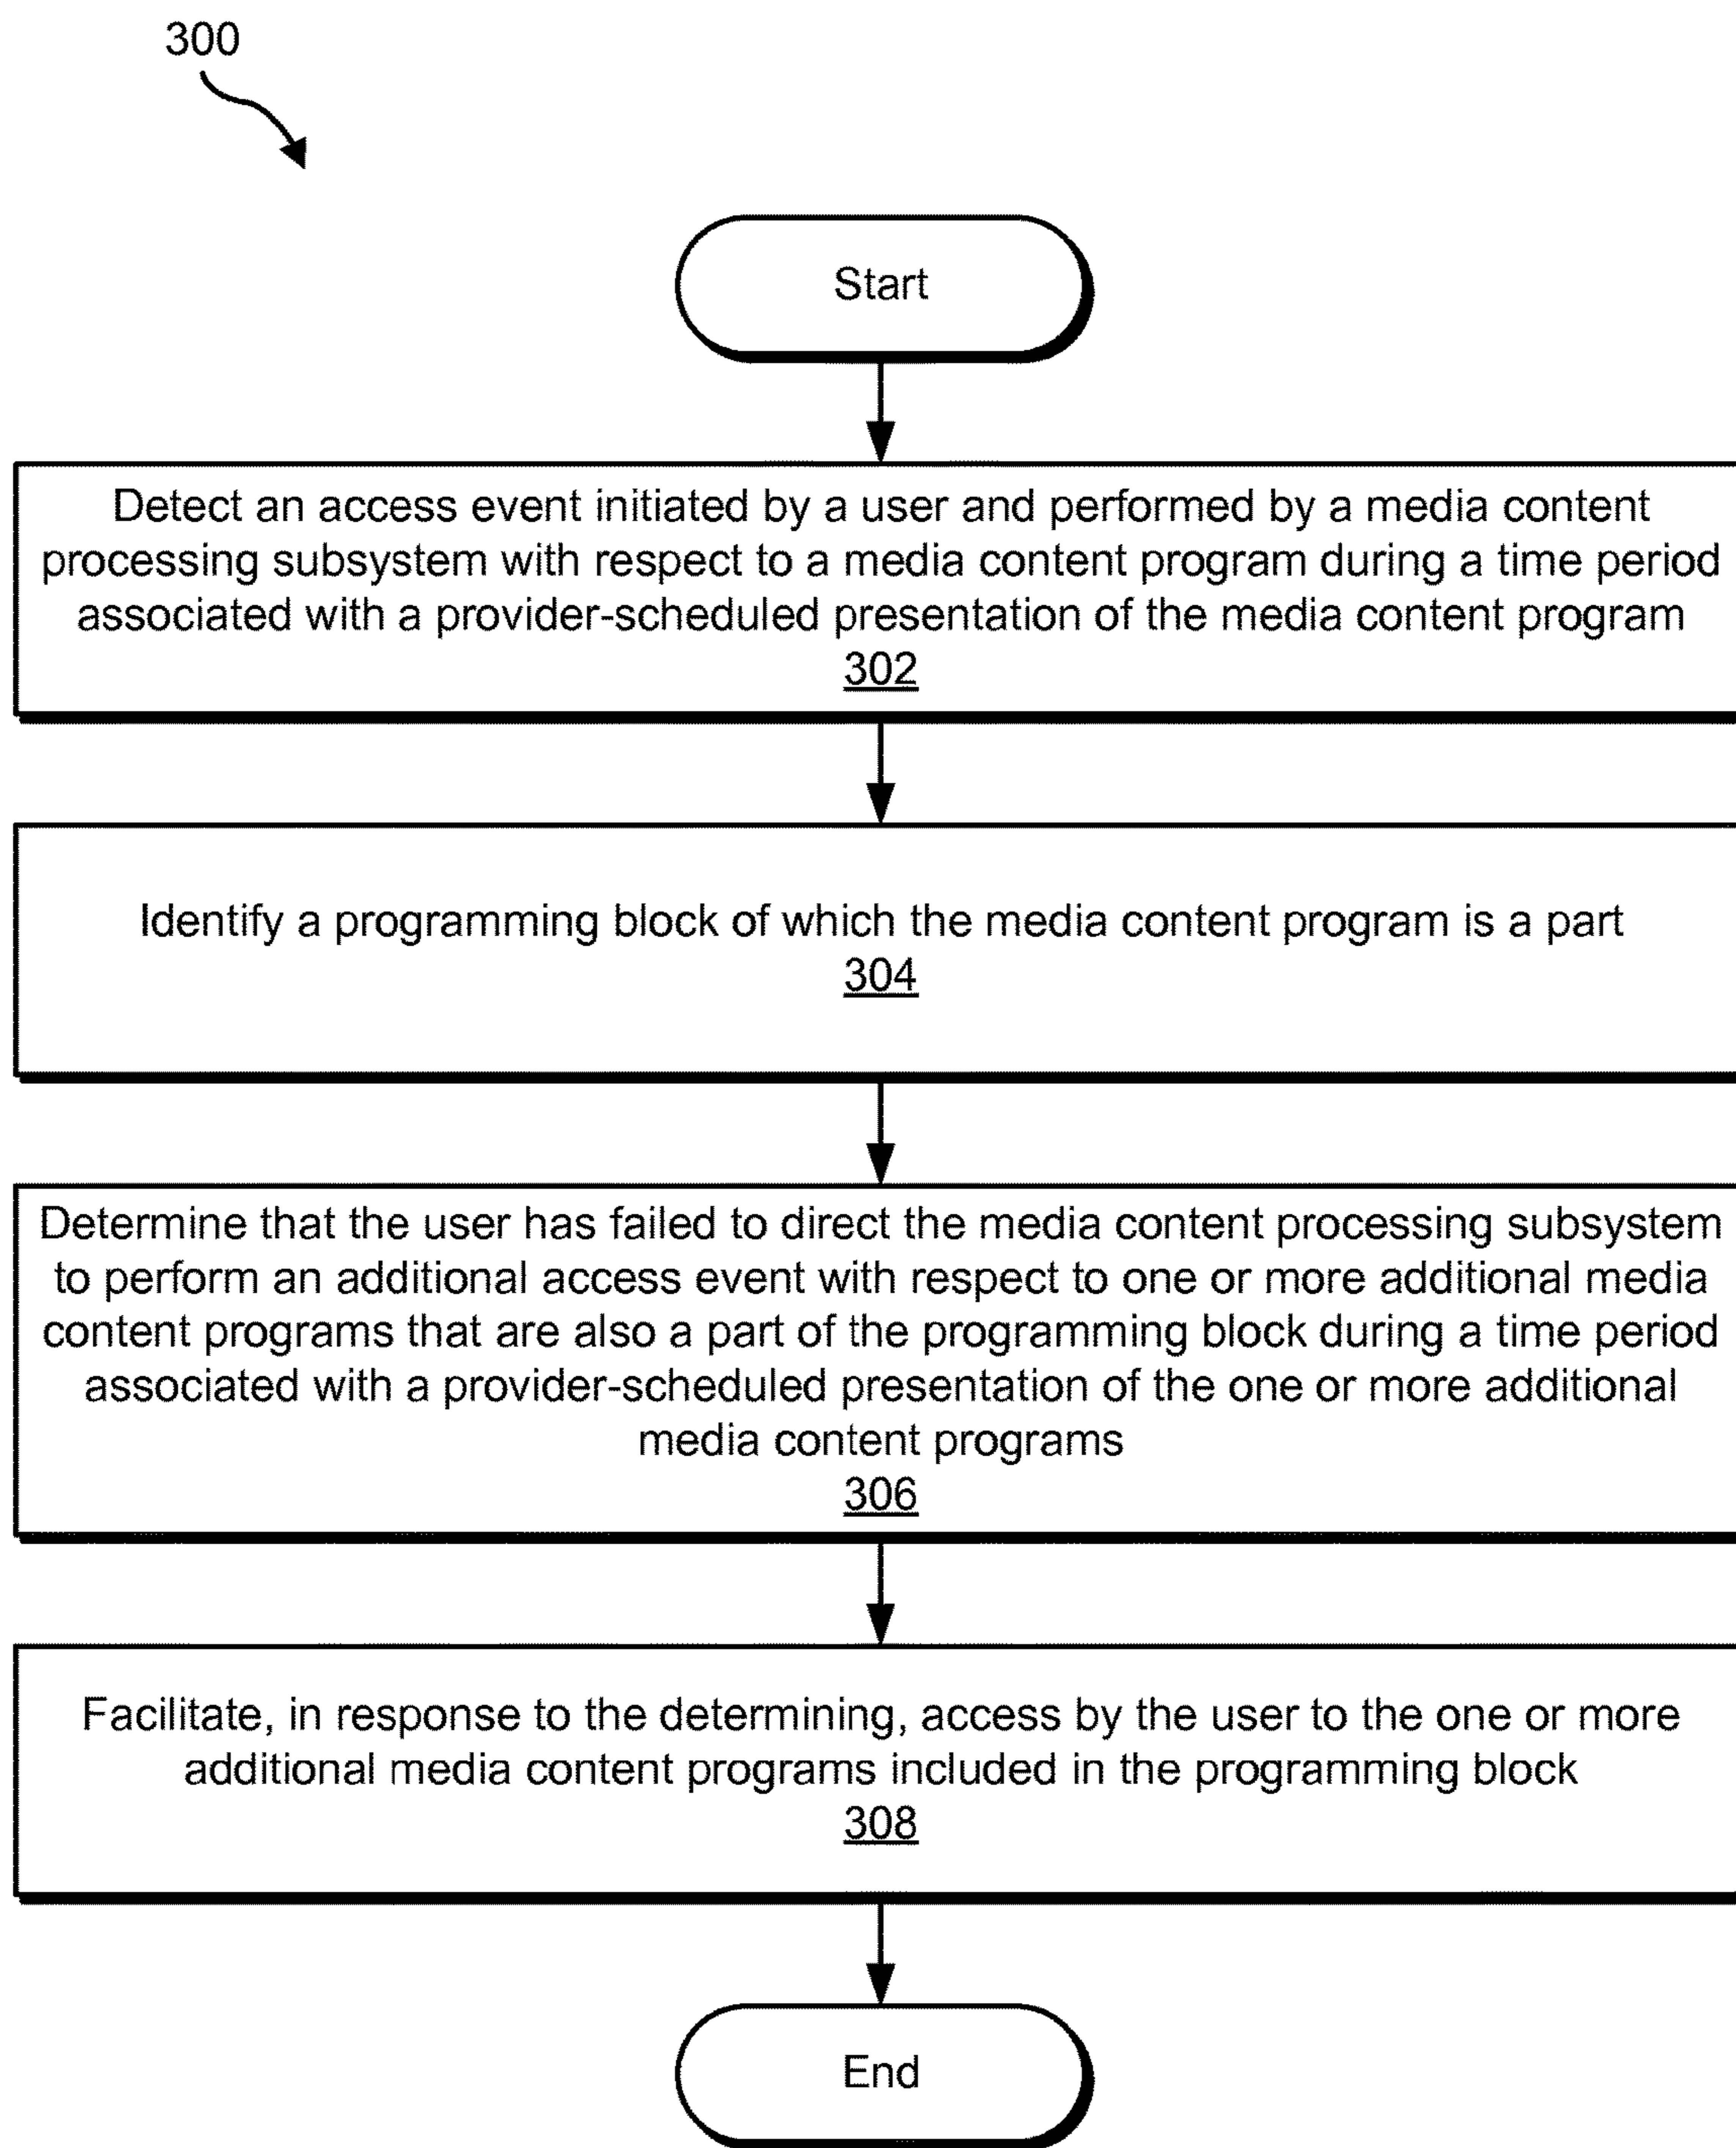 300
Start
Detect an access event initiated by a user and performed by a media content
processing subsystem with respect to a media content program during a time period
associated with a provider-scheduled presentation of the media content program
302
Identify a programming block of which the media content program is a part
304
Determine that the user has failed to direct the media content processing subsystem
to perform an additional access event with respect to one or more additional media
content programs that are also a part of the programming block during a time period
associated with a provider-scheduled presentation of the one or more additional
media content programs
306
Facilitate, in response to the determining, access by the user to the one or more
additional media content programs included in the programming block
308
End